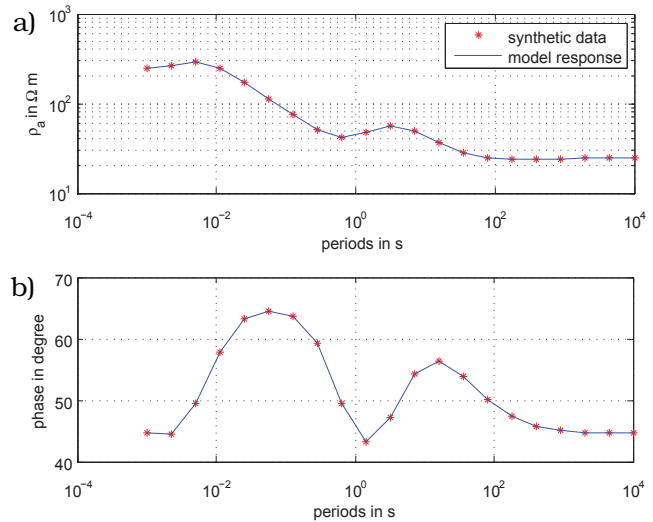 a)
10^3
10^2
10^1
ρ_a in Ω m
synthetic data
model response
10^-4
10^-2
10^0
10^2
10^4
periods in s
b)
70
60
50
40
phase in degree
10^-4
10^-2
10^0
10^2
10^4
periods in s